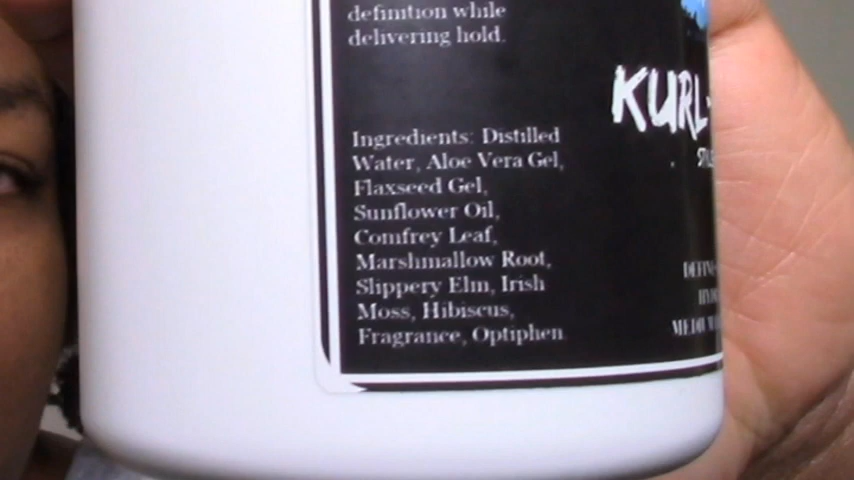 definition while
delivering hold.
Ingredients: Distilled
Water, Aloe Vera Gel,
Flaxseed Gel,
Sunflower Oil,
Comfrey Leaf,
Marshmallow Root,
Slippery Elm, Irish
Moss, Hibiscus,
Fragrance, Optiphen
KURL-